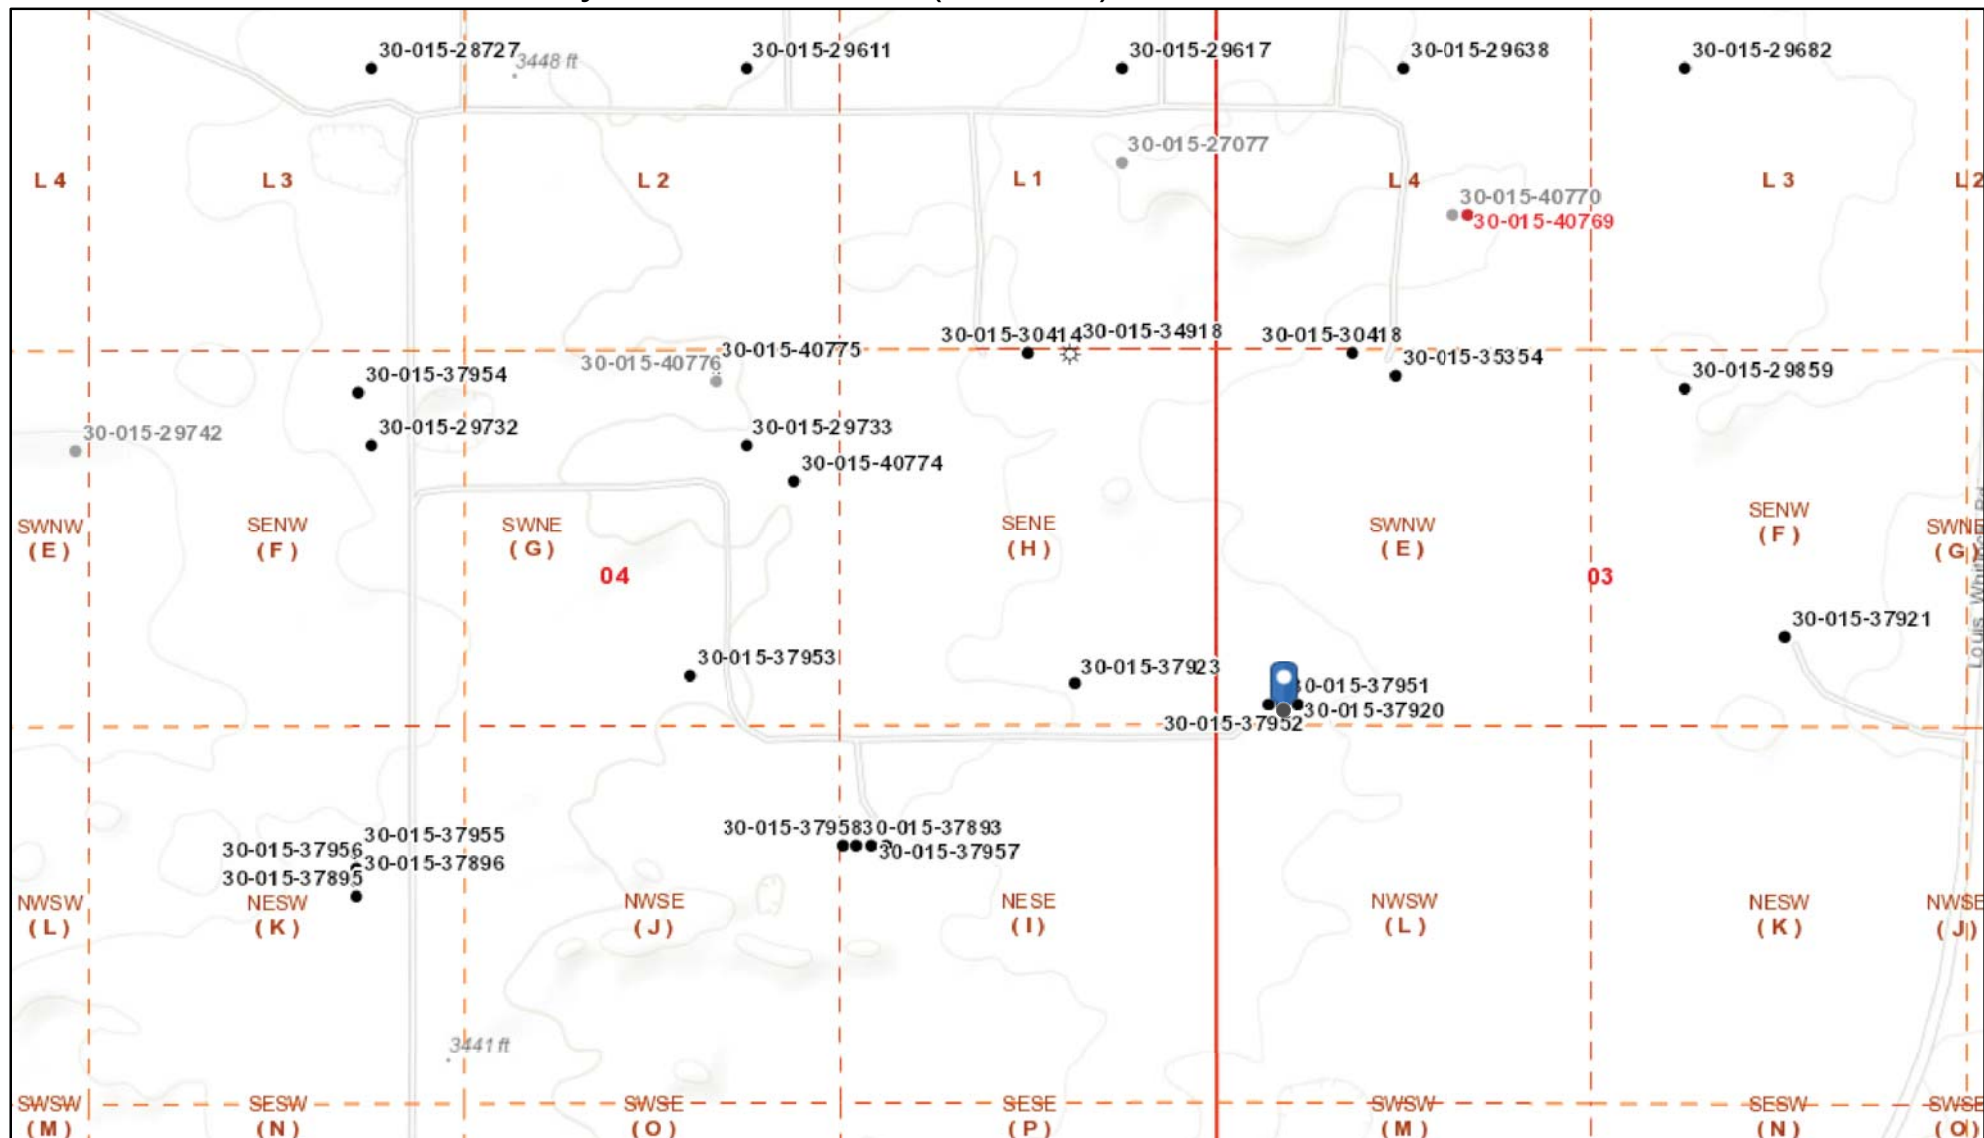 30-015-28727
3448 ft
30-015-29611
30-015-29617
30-015-29638
30-015-29682
30-015-27077
L 4
L 3
L 2
L 1
L 4
L 3
L 2
30-015-40770
30-015-40769
30-015-30414
30-015-34918
30-015-30418
30-015-40775
30-015-40776
30-015-35354
30-015-37954
30-015-29859
30-015-29742
30-015-29732
30-015-29733
30-015-40774
SWNW
(E)
SENW
(F)
SWNE
(G)
SENE
(H)
SWNW
(E)
SENW
(F)
SWNE
(G)
04
03
30-015-37921
30-015-37953
30-015-37923
30-015-37951
30-015-37920
30-015-37952
30-015-37958
30-015-37893
30-015-37957
30-015-37955
30-015-37956
30-015-37896
30-015-37895
NWSW
(L)
NESW
(K)
NWSE
(J)
NESE
(I)
NWSW
(L)
NESW
(K)
NWSE
(J)
3441 ft
SWSW
(M)
SESW
(N)
SWSE
(O)
SESE
(P)
SWSW
(M)
SESW
(N)
SWSE
(O)